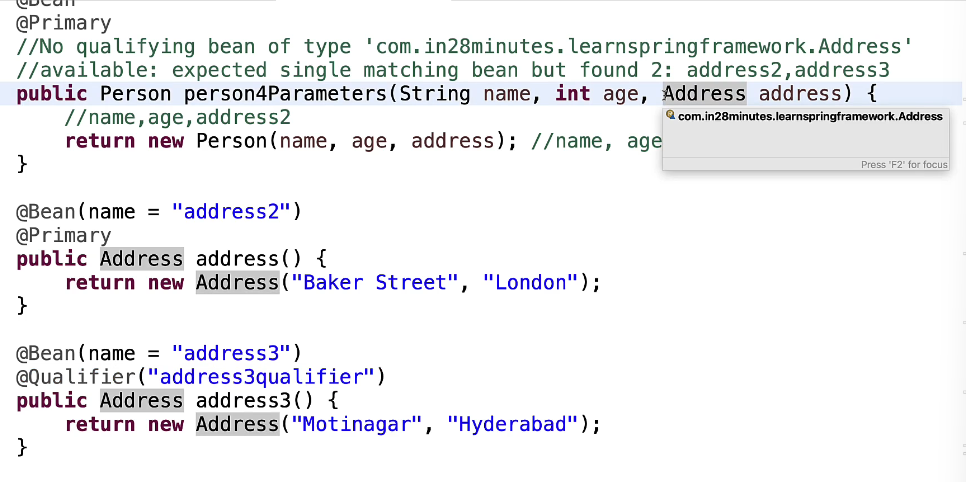 @Bean
@Primary
//No qualifying bean of type 'com.in28minutes.learnspringframework.Address'
//available: expected single matching bean but found 2: address2,address3
public Person person4Parameters(String name, int age, Address address) {
//name,age,address2
com.in28minutes.learnspringframework.Address
return new Person(name, age, address); //name, age
Press 'F2' for focus
}
@Bean(name = "address2")
@Primary
public Address address() {
return new Address("Baker Street", "London");
}
@Bean(name = "address3")
@Qualifier("address3qualifier")
public Address address3() {
return new Address("Motinagar", "Hyderabad");
}